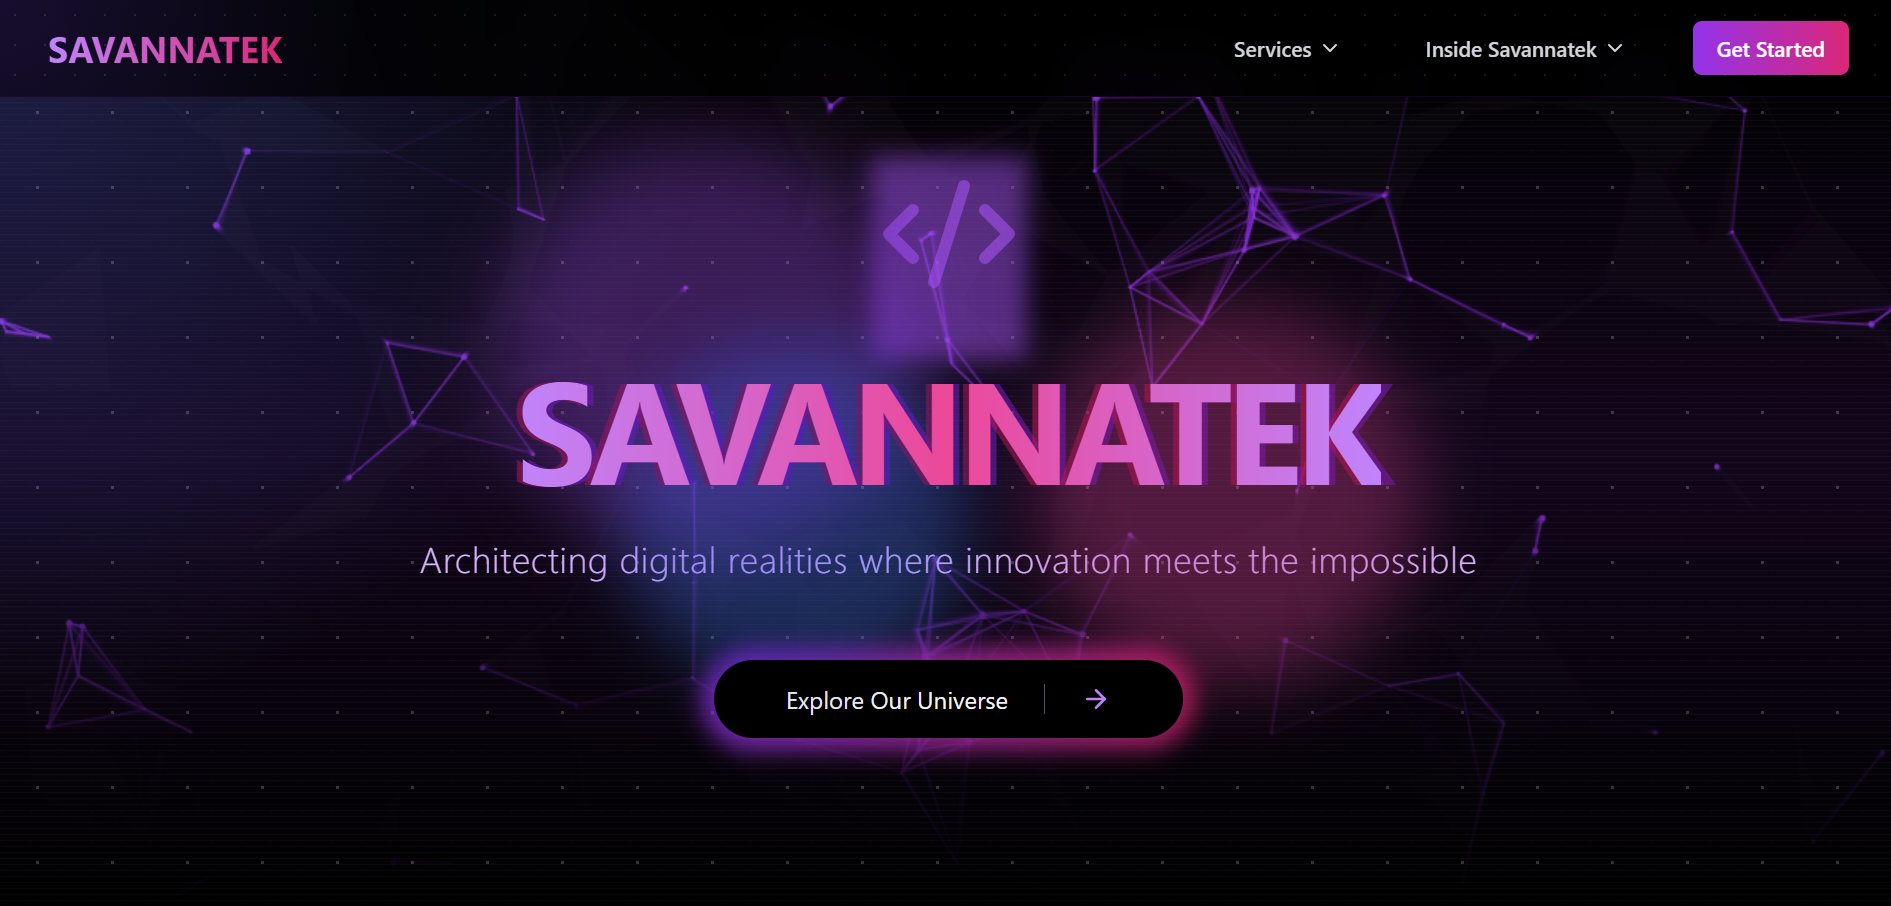 SAVANNATEK
Services
Inside Savannatek
Get Started
</>
SAVANNATEK
Architecting digital realities where innovation meets the impossible
Explore Our Universe